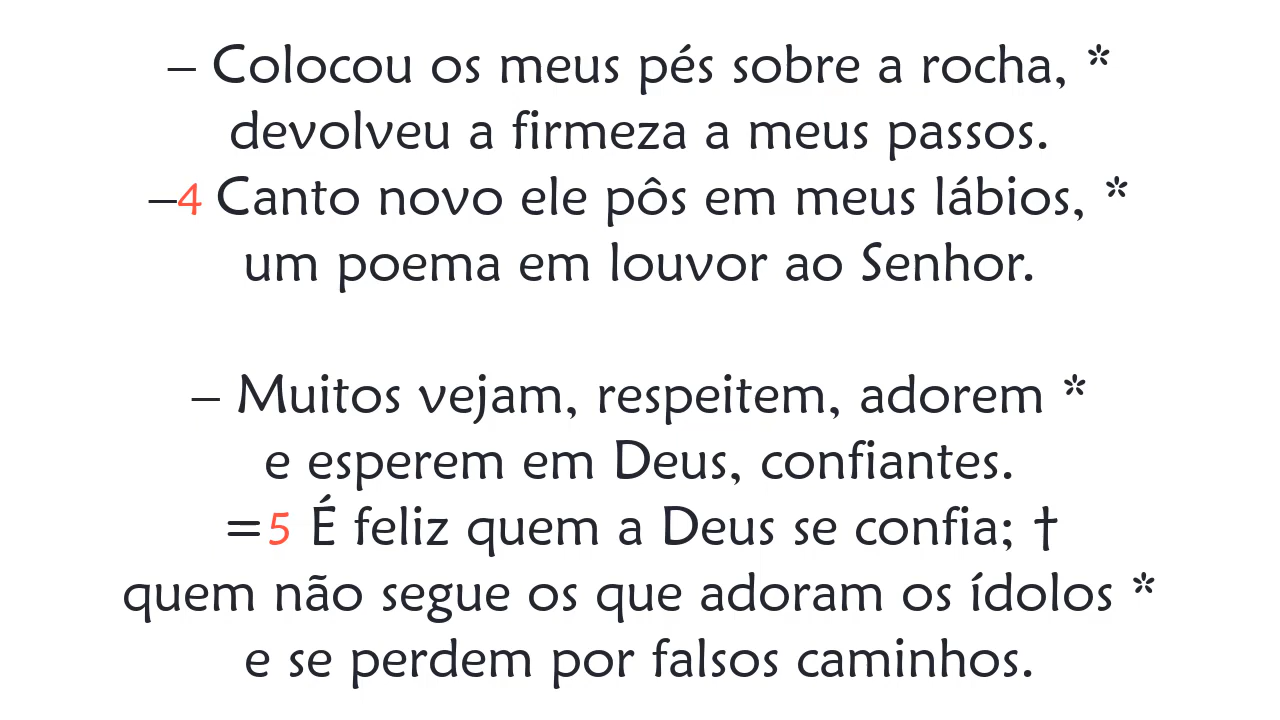 – Colocou os meus pés sobre a rocha, *
devolveu a firmeza a meus passos.
–4 Canto novo ele pôs em meus lábios, *
um poema em louvor ao Senhor.
– Muitos vejam, respeitem, adorem *
e esperem em Deus, confiantes.
=5 É feliz quem a Deus se confia; †
quem não segue os que adoram os ídolos *
e se perdem por falsos caminhos.